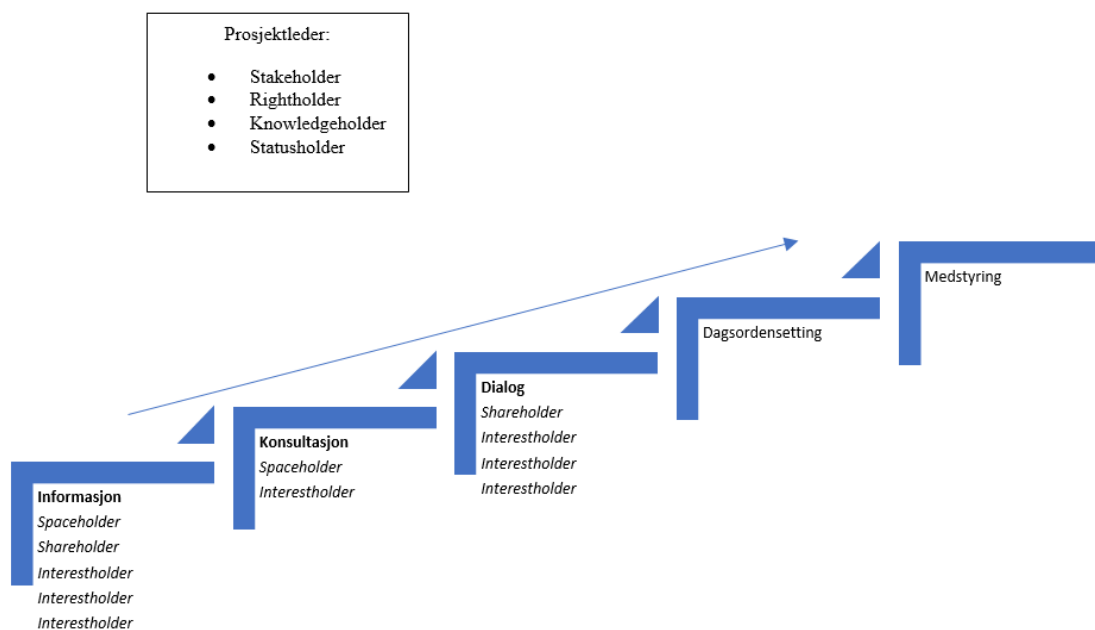 Prosjektleder:
• Stakeholder
• Rightholder
• Knowledgeholder
• Statusholder
Informasjon
Spaceholder
Shareholder
Interestholder
Interestholder
Interestholder
Konsultasjon
Spaceholder
Interestholder
Dialog
Shareholder
Interestholder
Interestholder
Interestholder
Dagsordensetting
Medstyring